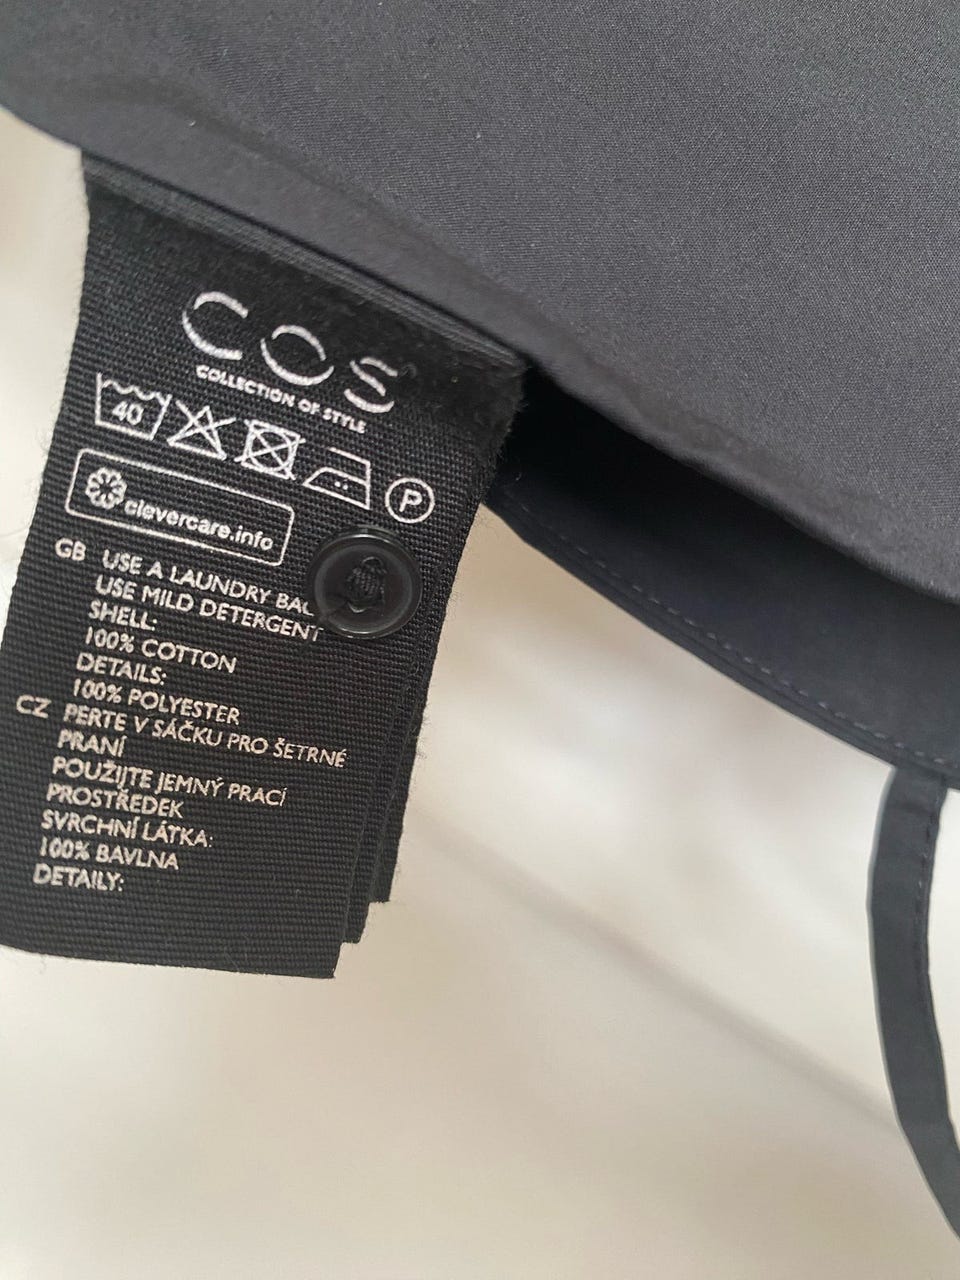 COS
COLLECTION OF STYLE
40
P
clevercare.info
GB USE A LAUNDRY
USE MILD DETERGENT
SHELL:
100% COTTON
DETAILS:
100% POLYESTER
CZ PERTE V SÁČKU PRO ŠETRNÉ
PRANÍ
POUŽIJTE JEMNÝ PRACÍ
PROSTŘEDEK
SVRCHNÍ LÁTKA:
100% BAVLNA
DETAILY: